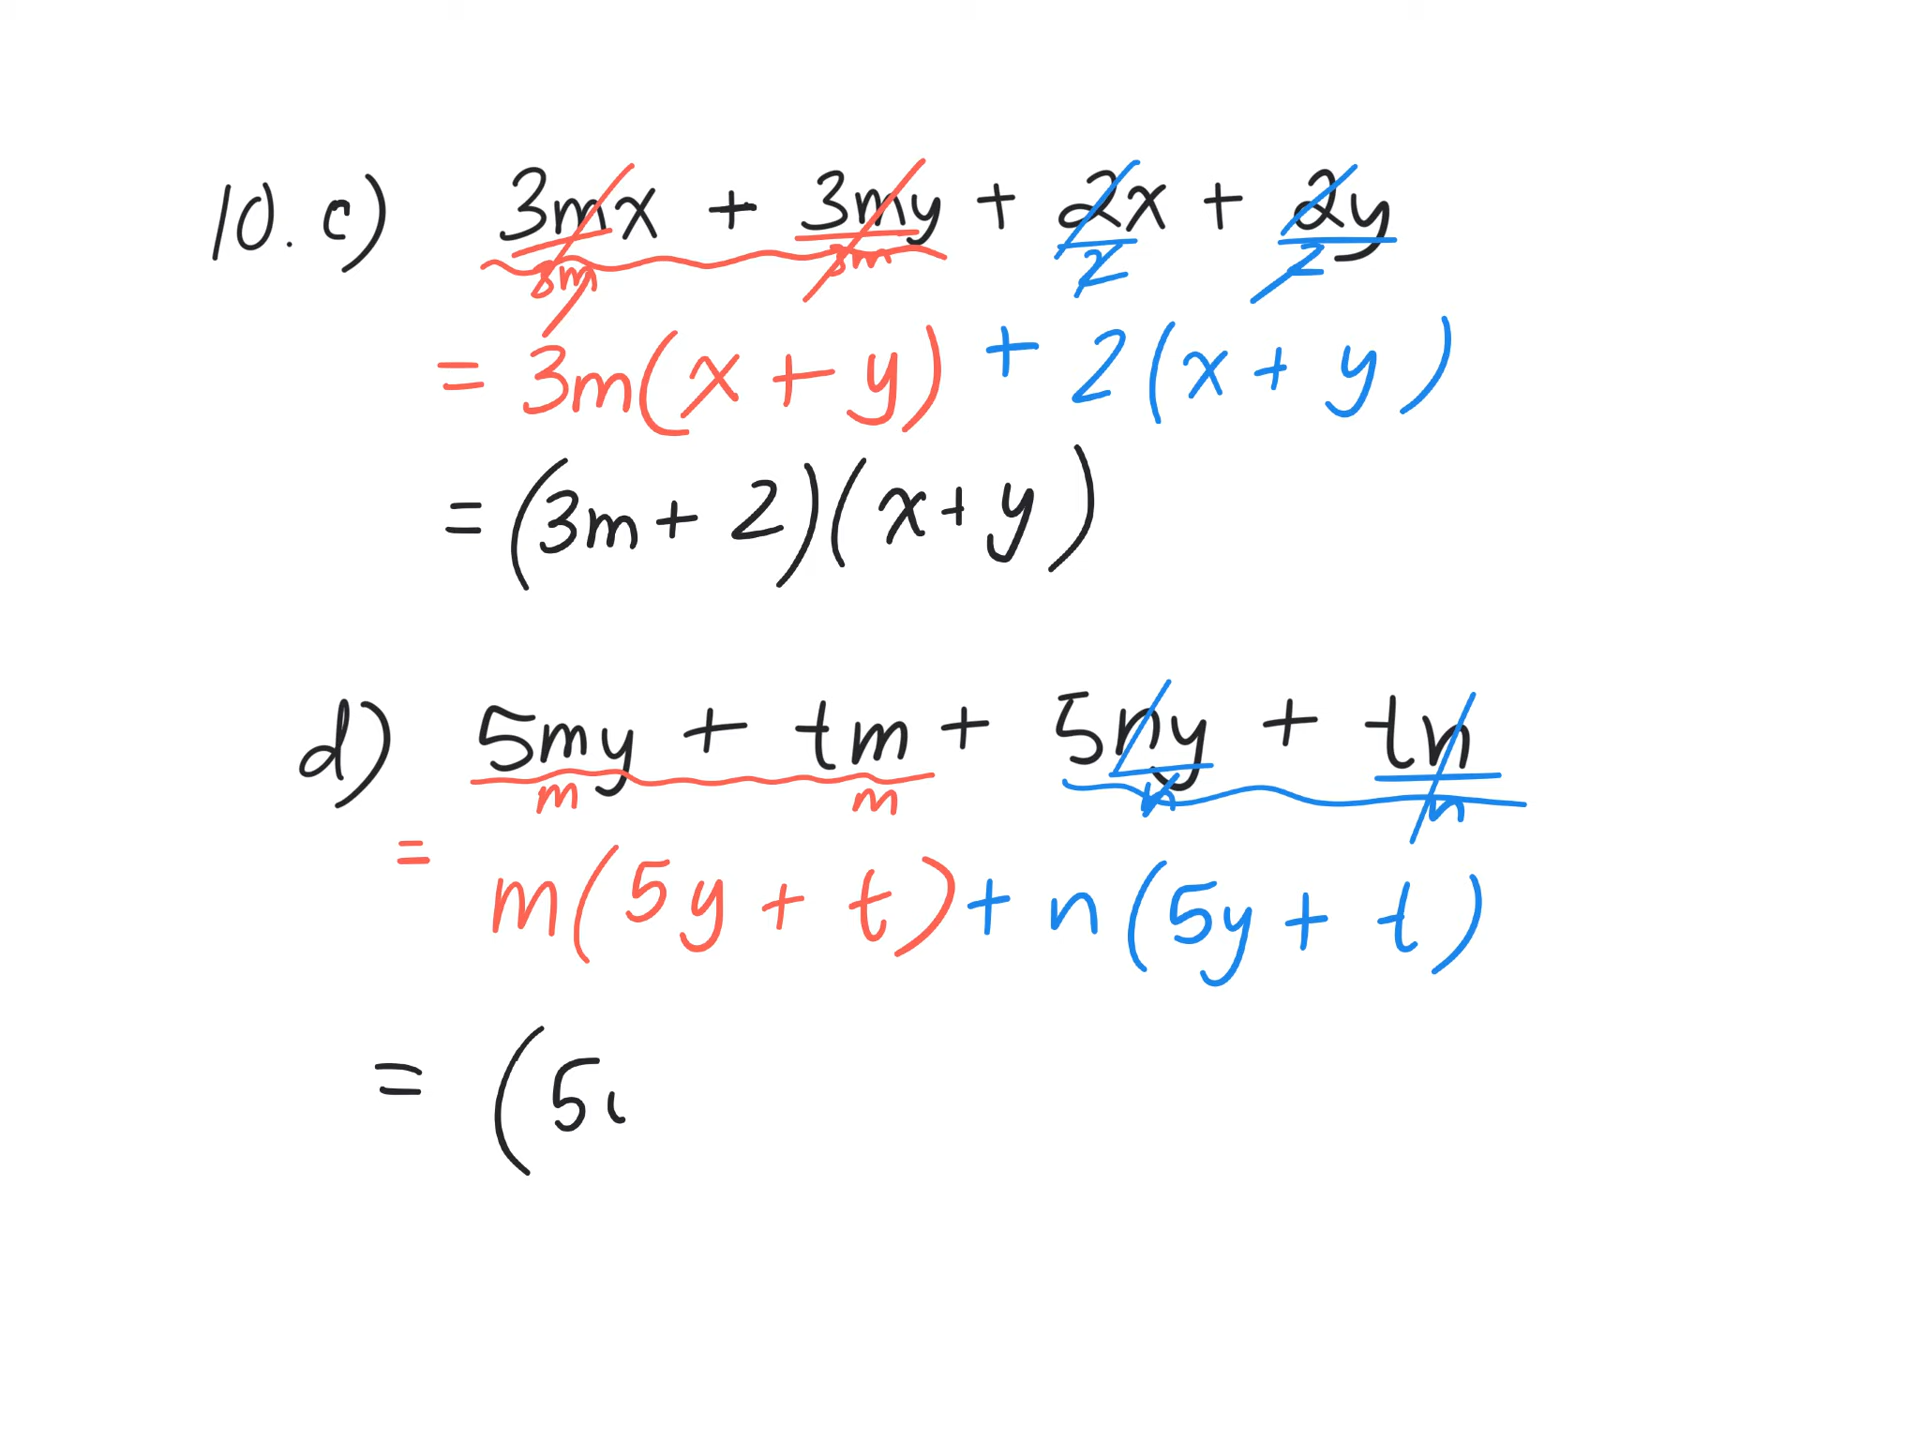 10. c) 3mx + 3my + 2x + 2y
3m 3m 2 2
= 3m(x + y) + 2(x + y)
= (3m + 2)(x + y)
d) 5my + tm + 5ny + tn
m m n n
= m(5y + t) + n(5y + t)
= (5